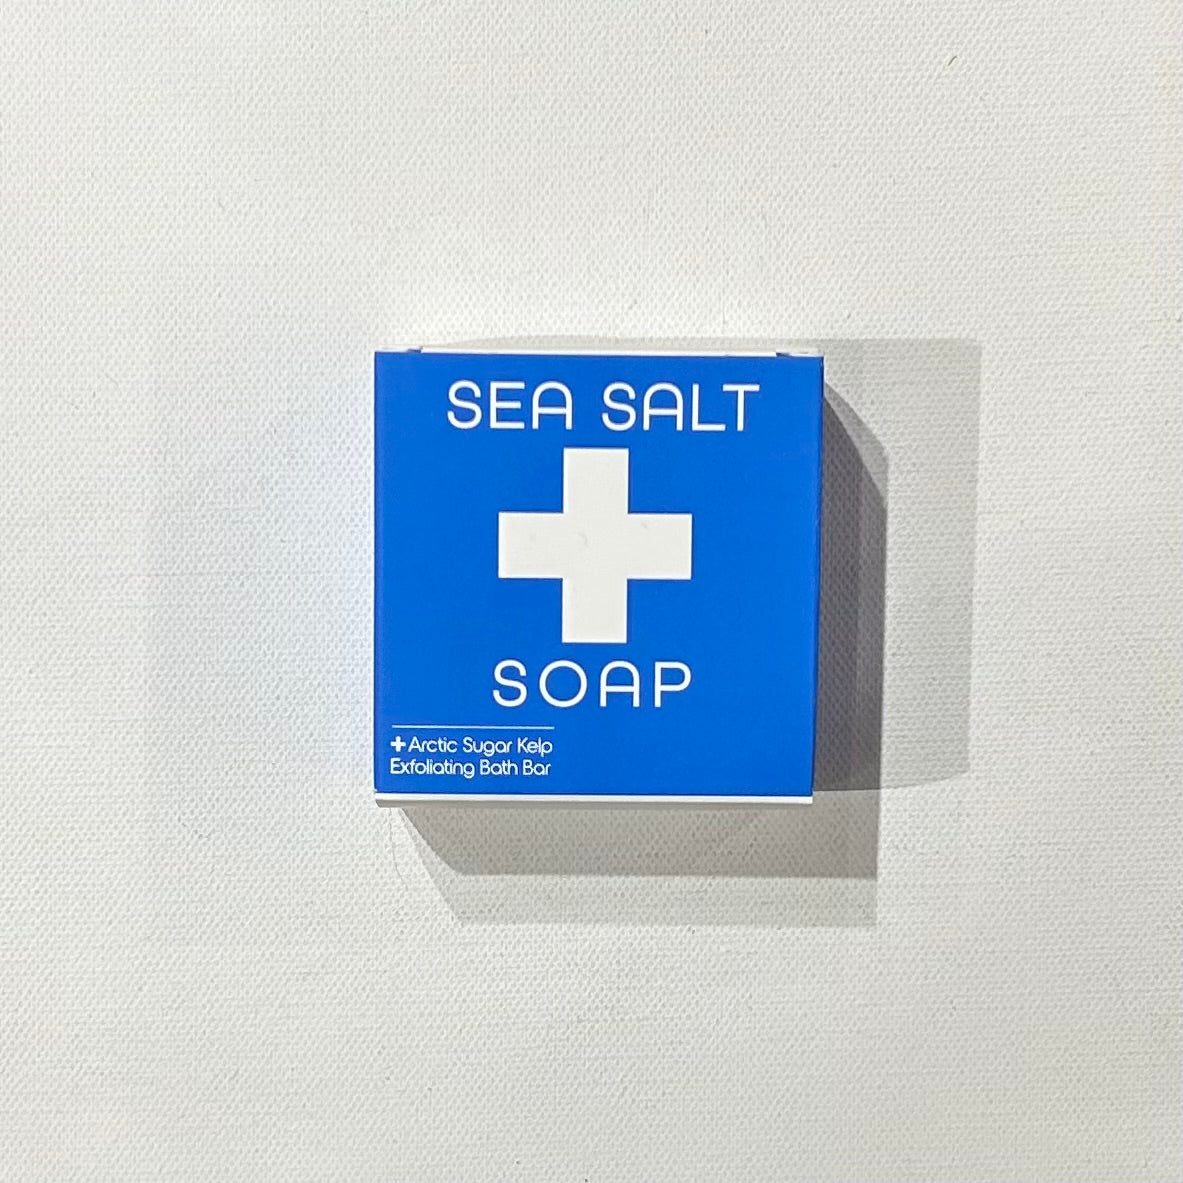 SEA SALT
SOAP
+Arctic Sugar Kelp
Exfoliating Bath Bar